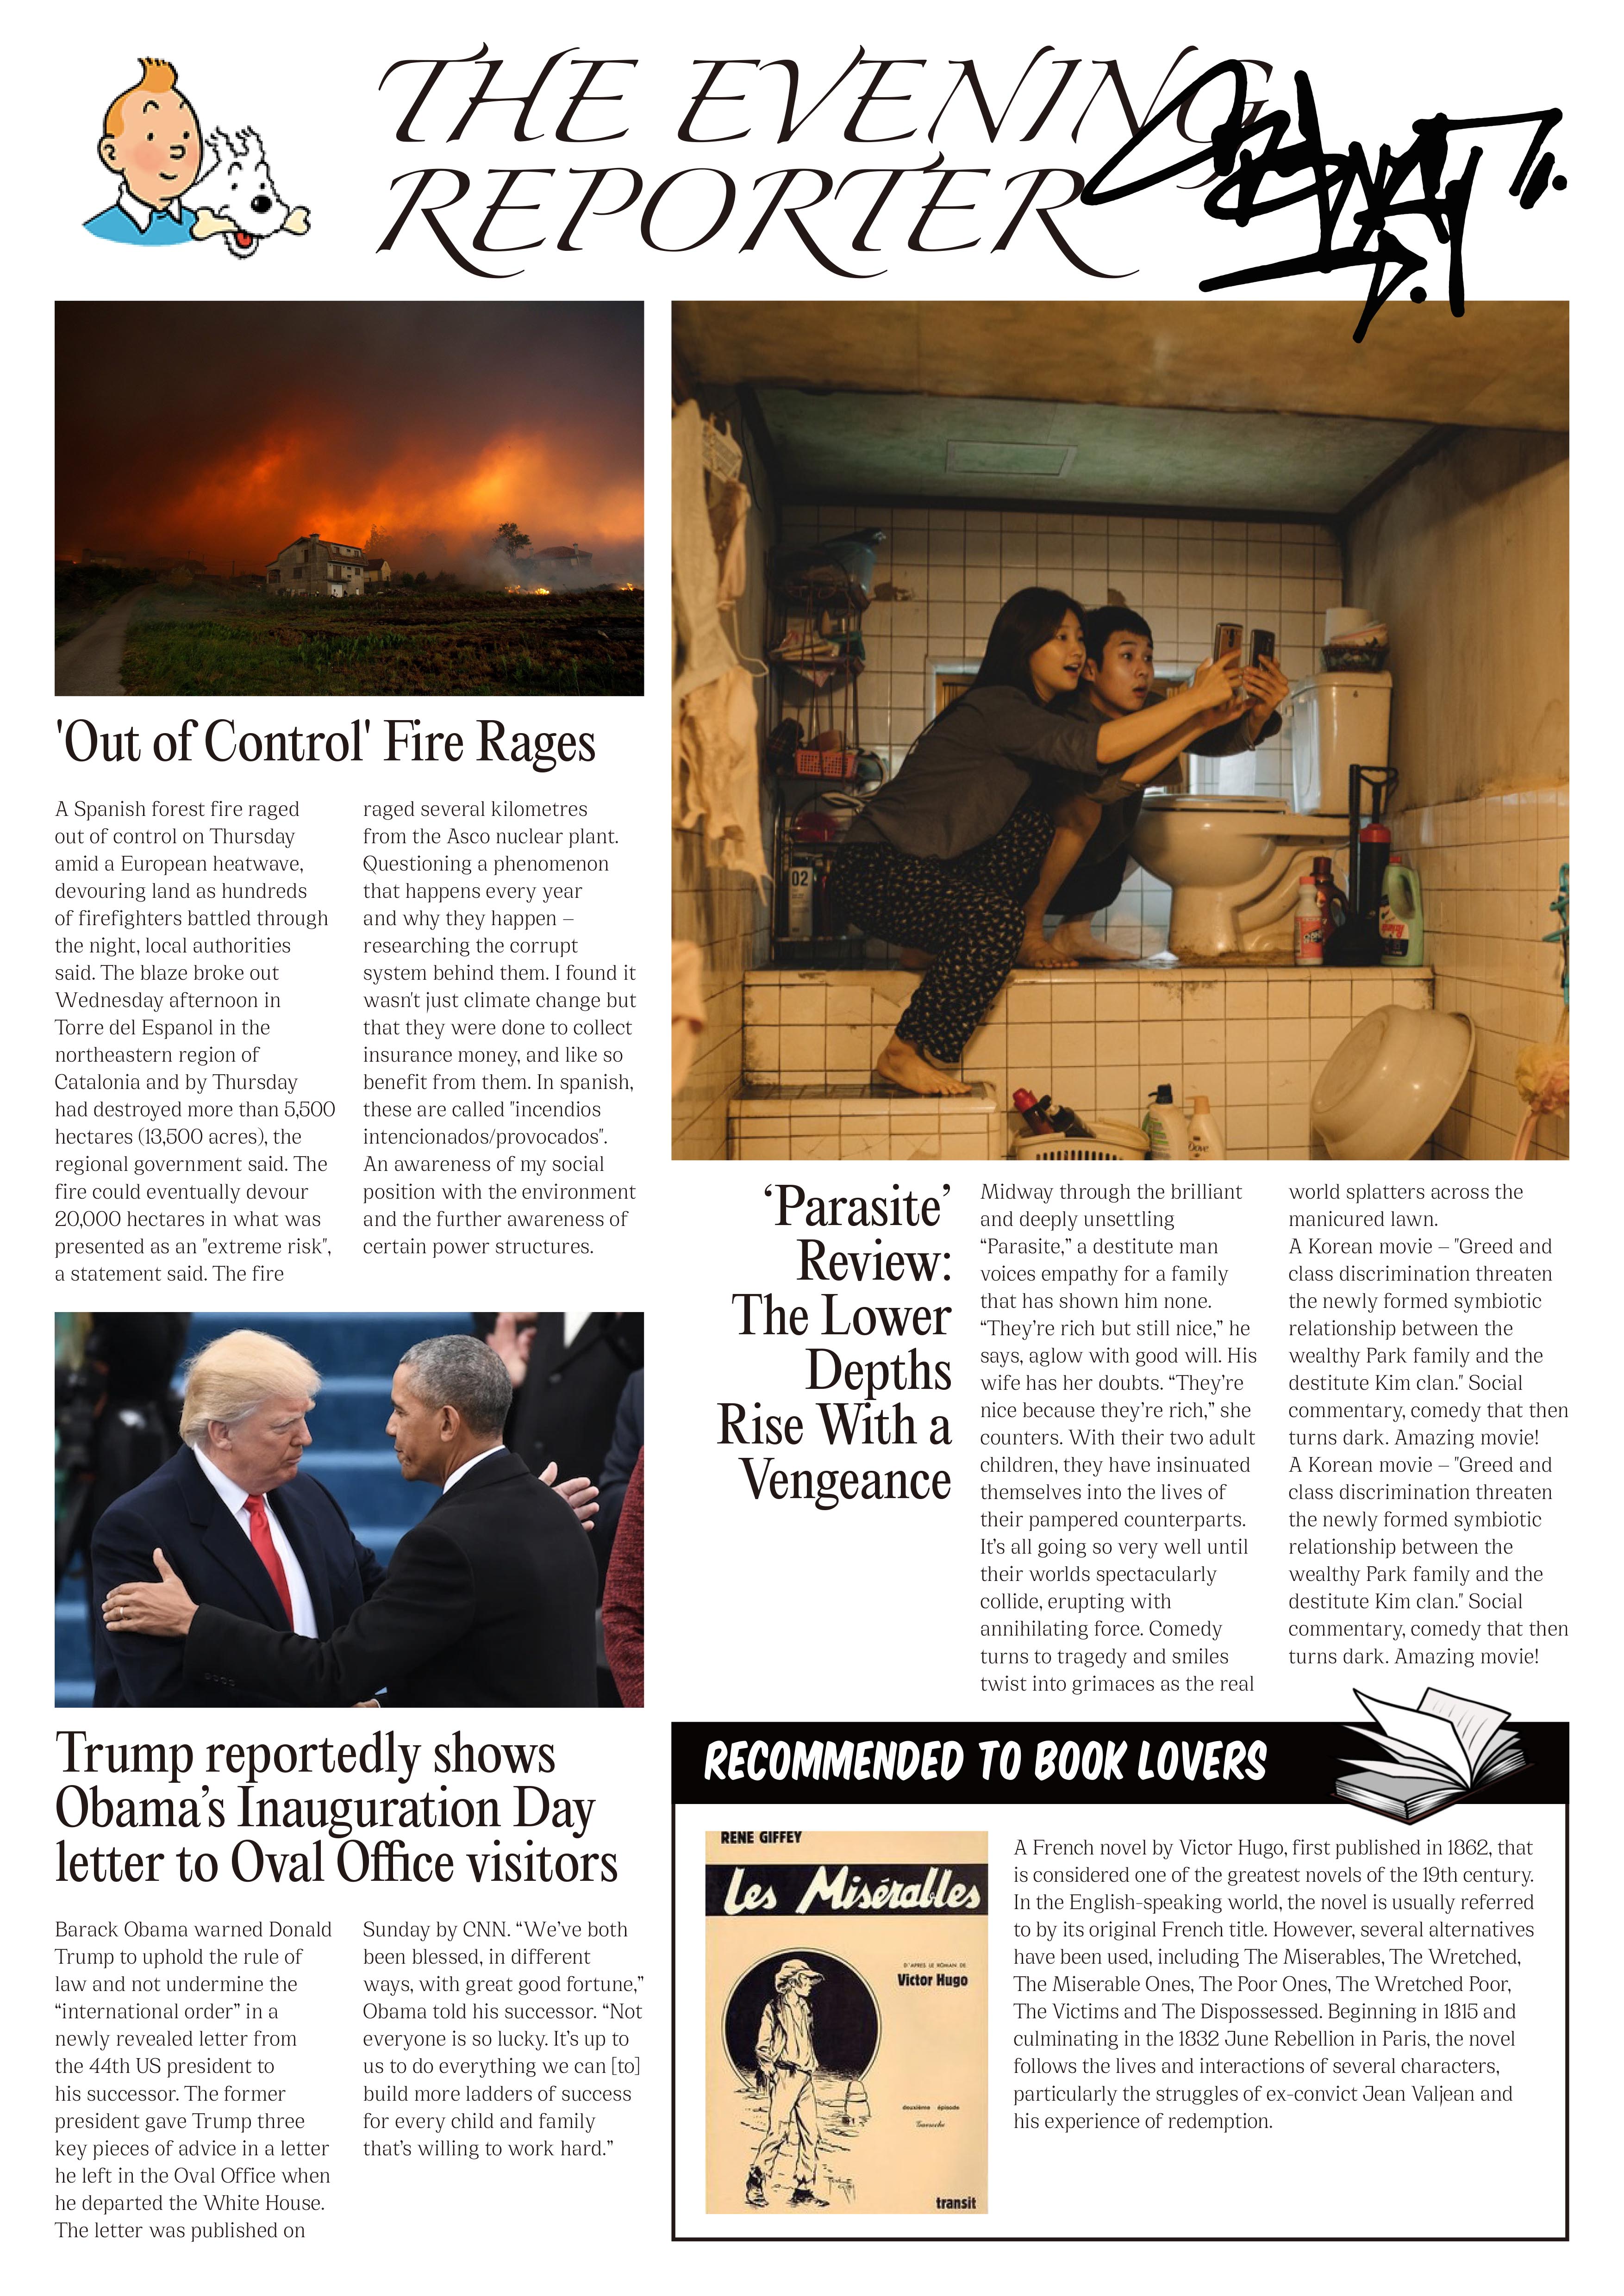 THE EVENING
REPORTER
'Out of Control' Fire Rages
A Spanish forest fire raged
out of control on Thursday
amid a European heatwave,
devouring land as hundreds
of firefighters battled through
the night, local authorities
said. The blaze broke out
Wednesday afternoon in
Torre del Espanol in the
northeastern region of
Catalonia and by Thursday
had destroyed more than 5,500
hectares (13,500 acres), the
regional government said. The
fire could eventually devour
20,000 hectares in what was
presented as an "extreme risk",
a statement said. The fire
raged several kilometres
from the Asco nuclear plant.
Questioning a phenomenon
that happens every year
and why they happen –
researching the corrupt
system behind them. I found it
wasn't just climate change but
that they were done to collect
insurance money, and like so
benefit from them. In spanish,
these are called "incendios
intencionados/provocados".
An awareness of my social
position with the environment
and the further awareness of
certain power structures.
Trump reportedly shows
Obama’s Inauguration Day
letter to Oval Office visitors
Barack Obama warned Donald
Trump to uphold the rule of
law and not undermine the
“international order” in a
newly revealed letter from
the 44th US president to
his successor. The former
president gave Trump three
key pieces of advice in a letter
he left in the Oval Office when
he departed the White House.
The letter was published on
Sunday by CNN. “We’ve both
been blessed, in different
ways, with great good fortune,”
Obama told his successor. “Not
everyone is so lucky. It’s up to
us to do everything we can [to]
build more ladders of success
for every child and family
that’s willing to work hard.”
02
Dove
‘Parasite’
Review:
The Lower
Depths
Rise With a
Vengeance
Midway through the brilliant
and deeply unsettling
“Parasite,” a destitute man
voices empathy for a family
that has shown him none.
“They’re rich but still nice,” he
says, aglow with good will. His
wife has her doubts. “They’re
nice because they’re rich,” she
counters. With their two adult
children, they have insinuated
themselves into the lives of
their pampered counterparts.
It’s all going so very well until
their worlds spectacularly
collide, erupting with
annihilating force. Comedy
turns to tragedy and smiles
twist into grimaces as the real
world splatters across the
manicured lawn.
A Korean movie – "Greed and
class discrimination threaten
the newly formed symbiotic
relationship between the
wealthy Park family and the
destitute Kim clan." Social
commentary, comedy that then
turns dark. Amazing movie!
A Korean movie – "Greed and
class discrimination threaten
the newly formed symbiotic
relationship between the
wealthy Park family and the
destitute Kim clan." Social
commentary, comedy that then
turns dark. Amazing movie!
RECOMMENDED TO BOOK LOVERS
RENE GIFFEY
Les Misérables
D'APRES LE ROMAN DE
Victor Hugo
deuxième épisode
Gavroche
transit
A French novel by Victor Hugo, first published in 1862, that
is considered one of the greatest novels of the 19th century.
In the English-speaking world, the novel is usually referred
to by its original French title. However, several alternatives
have been used, including The Miserables, The Wretched,
The Miserable Ones, The Poor Ones, The Wretched Poor,
The Victims and The Dispossessed. Beginning in 1815 and
culminating in the 1832 June Rebellion in Paris, the novel
follows the lives and interactions of several characters,
particularly the struggles of ex-convict Jean Valjean and
his experience of redemption.